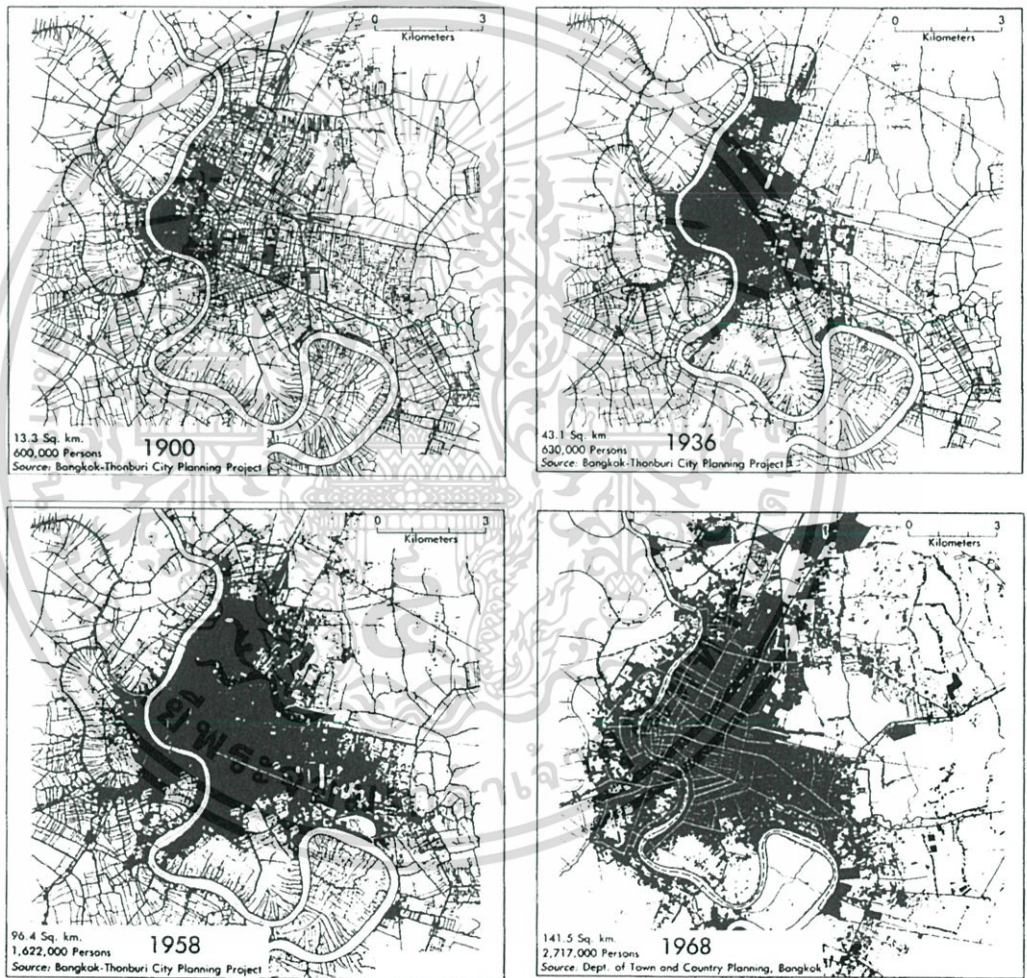 0 3
Kilometers
13.3 Sq. km.
600,000 Persons
1900
Source: Bangkok-Thonburi City Planning Project
0 3
Kilometers
43.1 Sq. km.
630,000 Persons
1936
Source: Bangkok-Thonburi City Planning Project
0 3
Kilometers
96.4 Sq. km.
1,622,000 Persons
1958
Source: Bangkok-Thonburi City Planning Project
0 3
Kilometers
141.5 Sq. km.
2,717,000 Persons
1968
Source: Dept. of Town and Country Planning, Bangkok